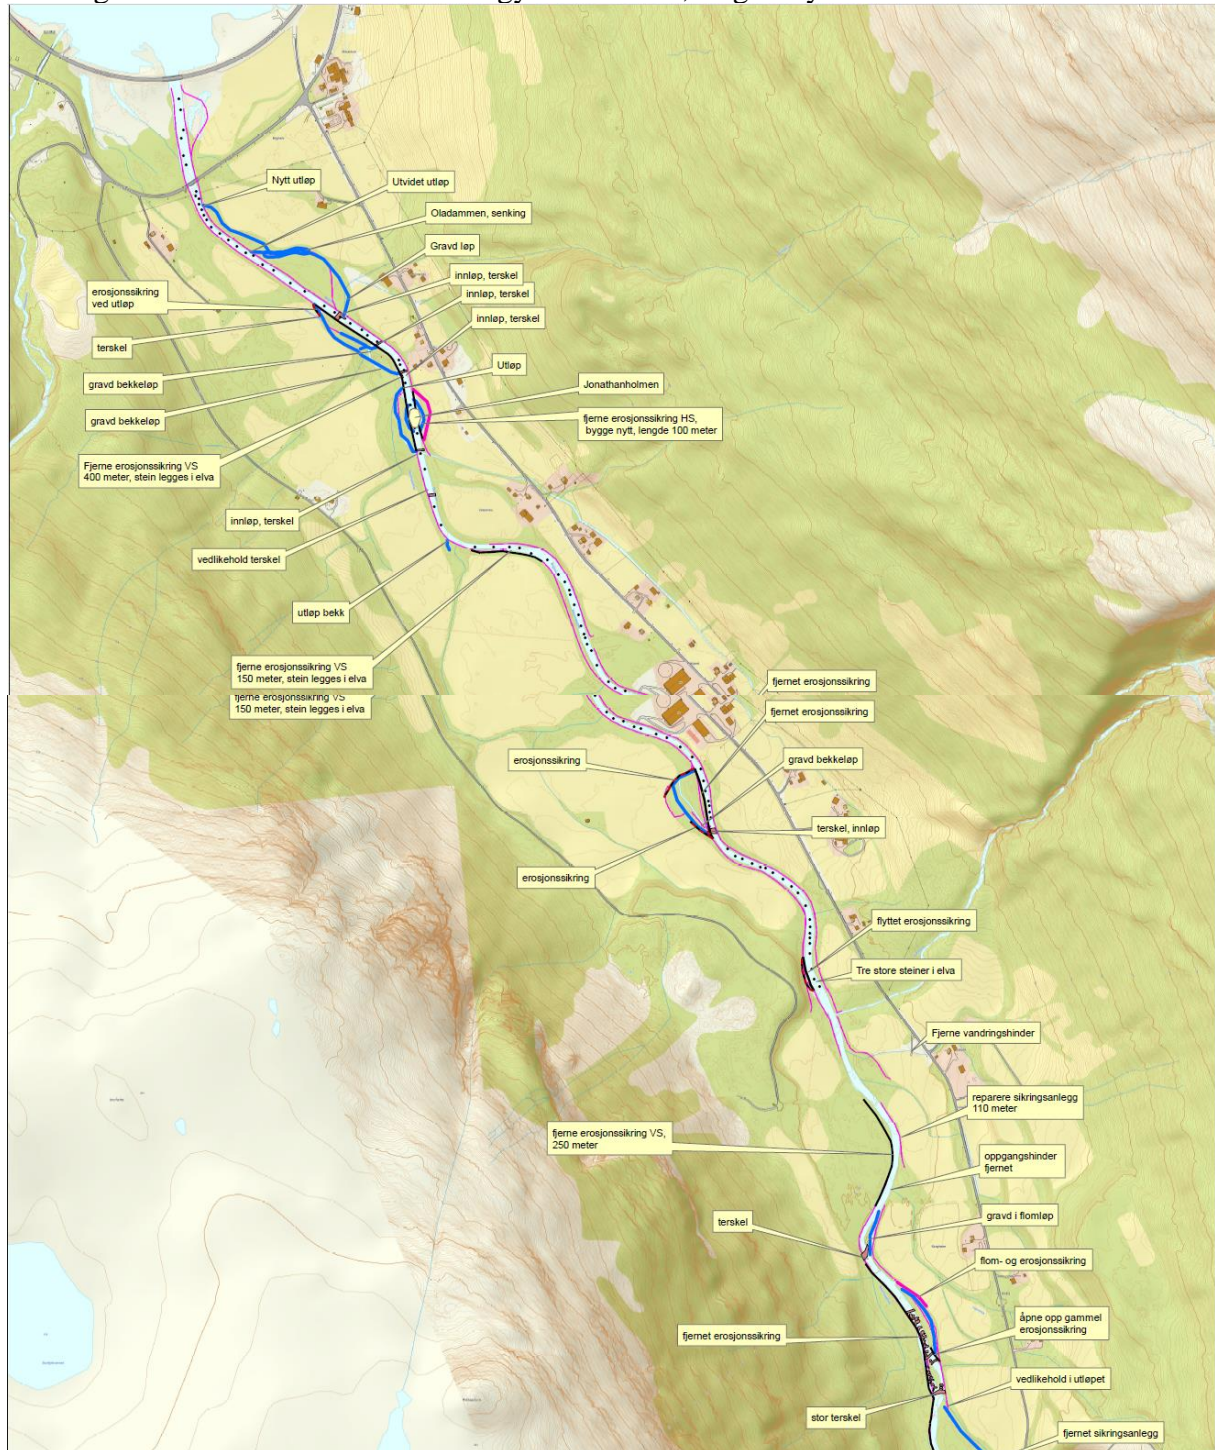 Nytt utløp
Utvidet utløp
Oladammen, senking
Gravd løp
innløp, terskel
erosjonssikring
ved utløp
innløp, terskel
innløp, terskel
terskel
Utløp
gravd bekkeløp
Jonathanholmen
gravd bekkeløp
fjerne erosjonssikring HS,
bygge nytt, lengde 100 meter
Fjerne erosjonssikring VS
400 meter, stein legges i elva
innløp, terskel
vedlikehold terskel
utløp bekk
fjerne erosjonssikring VS
150 meter, stein legges i elva
fjernet erosjonssikring
fjerne erosjonssikring VS
150 meter, stein legges i elva
fjernet erosjonssikring
erosjonssikring
gravd bekkeløp
terskel, innløp
erosjonssikring
flyttet erosjonssikring
Tre store steiner i elva
Fjerne vandringshinder
reparere sikringsanlegg
110 meter
fjerne erosjonssikring VS,
250 meter
oppgangshinder
fjernet
terskel
gravd i flomløp
flom- og erosjonssikring
åpne opp gammel
erosjonssikring
fjernet erosjonssikring
vedlikehold i utløpet
stor terskel
fjernet sikringsanlegg